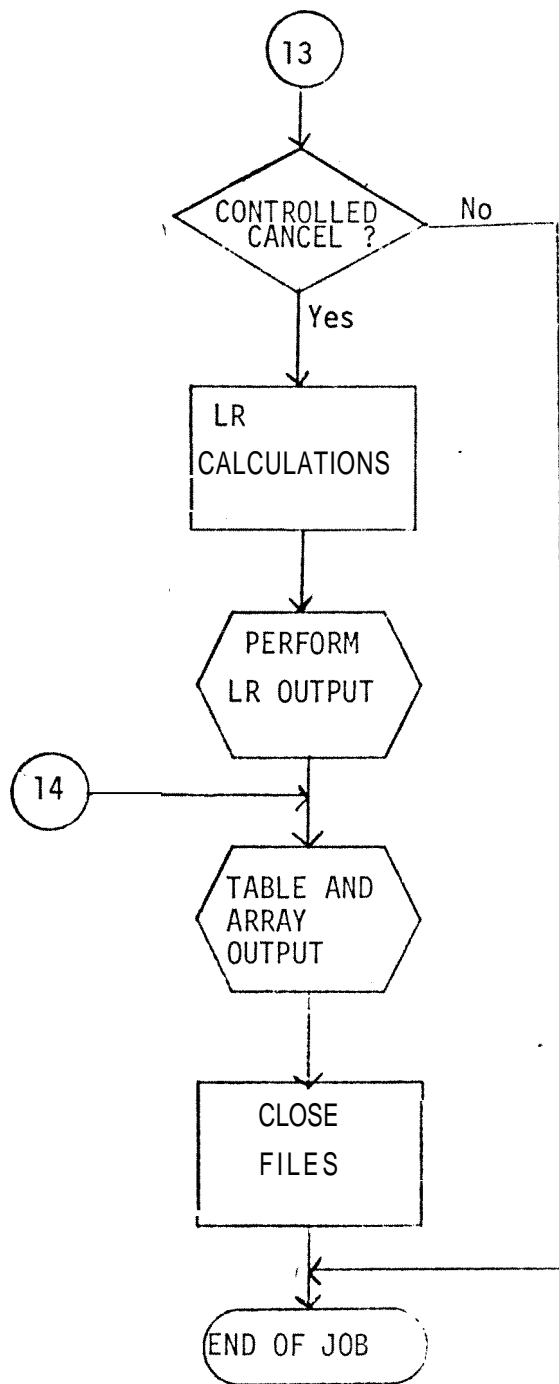 13
CONTROLLED
CANCEL ?
No
Yes
LR
CALCULATIONS
PERFORM
LR OUTPUT
14
TABLE AND
ARRAY
OUTPUT
CLOSE
FILES
END OF JOB